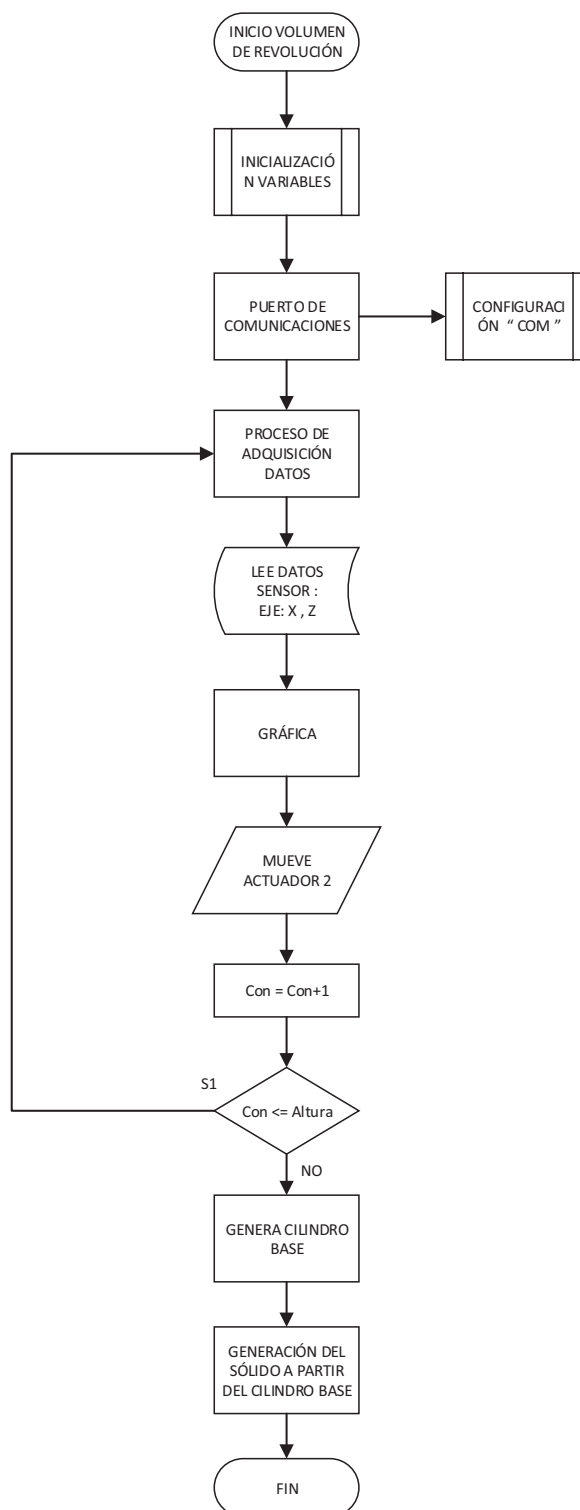 INICIO VOLUMEN
DE REVOLUCIÓN
INICIALIZACIÓ
N VARIABLES
PUERTO DE
COMUNICACIONES
CONFIGURACI
ÓN “ COM ”
PROCESO DE
ADQUISICIÓN
DATOS
LEE DATOS
SENSOR :
EJE: X , Z
GRÁFICA
MUEVE
ACTUADOR 2
Con = Con+1
S1
Con <= Altura
NO
GENERA CILINDRO
BASE
GENERACIÓN DEL
SÓLIDO A PARTIR
DEL CILINDRO BASE
FIN